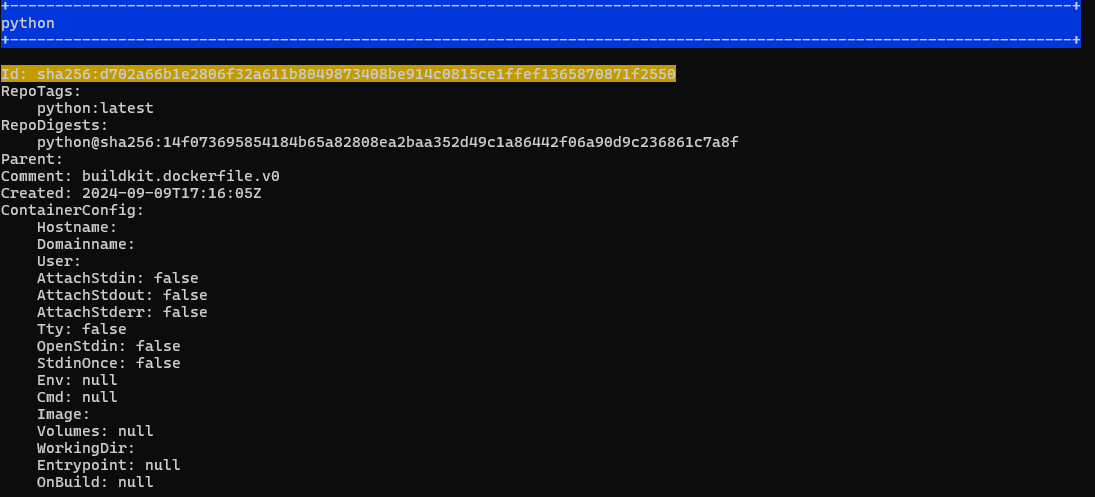 +----------------------------------------------------------------------------------------------------------------------+
python
+----------------------------------------------------------------------------------------------------------------------+
Id: sha256:d702a66b1e2806f32a611b8049873408be914c0815ce1ffef1365870871f2550
RepoTags:
    python:latest
RepoDigests:
    python@sha256:14f073695854184b65a82808ea2baa352d49c1a86442f06a90d9c236861c7a8f
Parent:
Comment: buildkit.dockerfile.v0
Created: 2024-09-09T17:16:05Z
ContainerConfig:
    Hostname:
    Domainname:
    User:
    AttachStdin: false
    AttachStdout: false
    AttachStderr: false
    Tty: false
    OpenStdin: false
    StdinOnce: false
    Env: null
    Cmd: null
    Image:
    Volumes: null
    WorkingDir:
    Entrypoint: null
    OnBuild: null